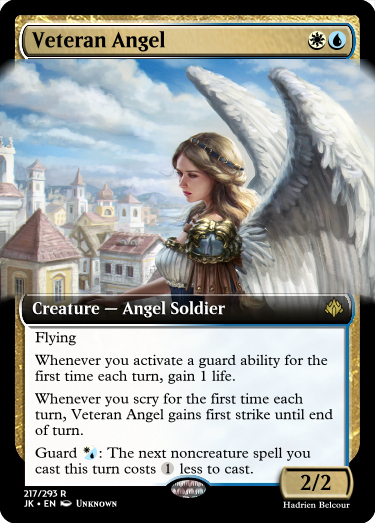 Veteran Angel
Creature — Angel Soldier
Flying
Whenever you activate a guard ability for the
first time each turn, gain 1 life.
Whenever you scry for the first time each
turn, Veteran Angel gains first strike until end
of turn.
Guard : The next noncreature spell you
cast this turn costs 1 less to cast.
2/2
217/293 R
JK • EN Unknown
Hadrien Belcour